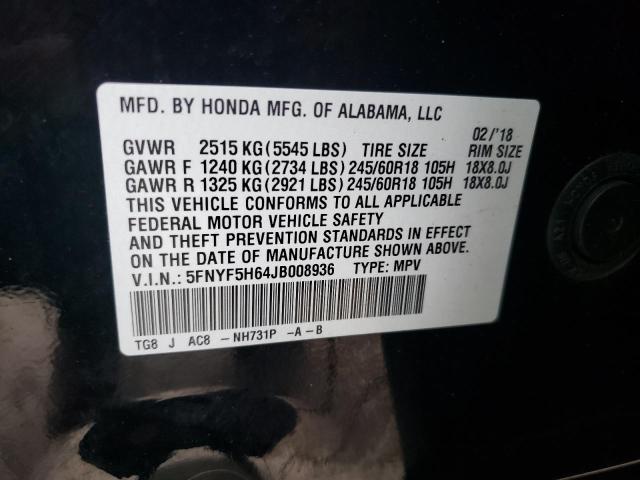 MFD. BY HONDA MFG. OF ALABAMA, LLC
02/'18
GVWR 2515 KG (5545 LBS) TIRE SIZE RIM SIZE
GAWR F 1240 KG (2734 LBS) 245/60R18 105H 18X8.0J
GAWR R 1325 KG (2921 LBS) 245/60R18 105H 18X8.0J
THIS VEHICLE CONFORMS TO ALL APPLICABLE
FEDERAL MOTOR VEHICLE SAFETY
AND THEFT PREVENTION STANDARDS IN EFFECT
ON THE DATE OF MANUFACTURE SHOWN ABOVE.
V.I.N.: 5FNYF5H64JB008936 TYPE: MPV
TG8 J AC8 -NH731P -A-B